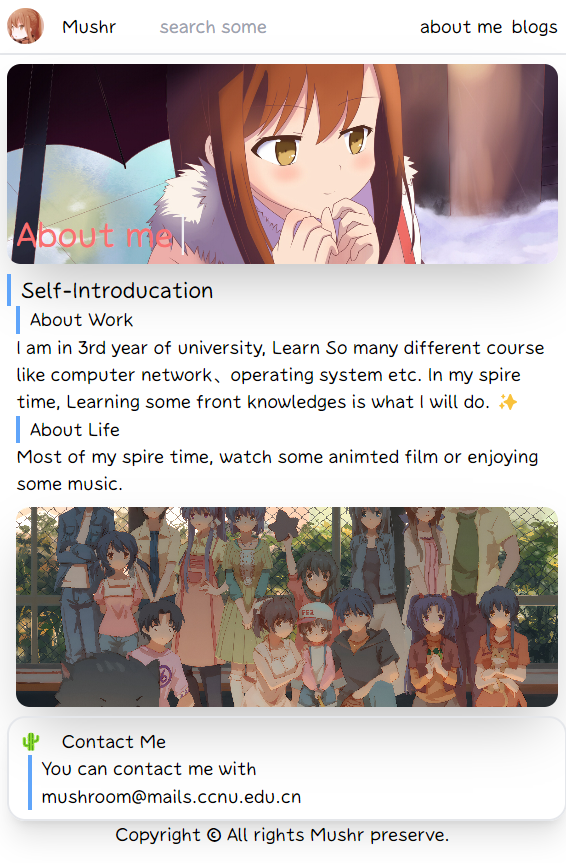 Mushr search some about me blogs
About me
Self-Introducation
About Work
I am in 3rd year of university, Learn So many different course
like computer network、operating system etc. In my spire
time, Learning some front knowledges is what I will do. ✨
About Life
Most of my spire time, watch some animted film or enjoying
some music.
🌵 Contact Me
You can contact me with
mushroom@mails.ccnu.edu.cn
Copyright © All rights Mushr preserve.